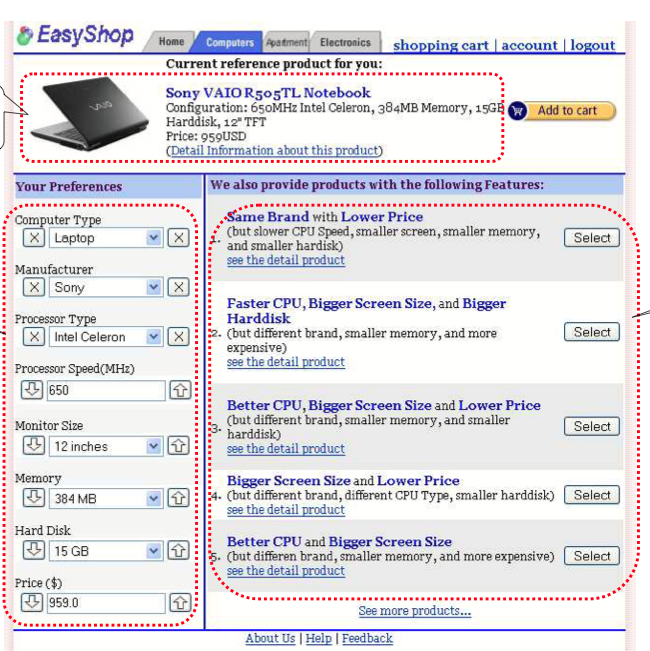 EasyShop
Home Computers Apatment Electronics shopping cart | account | logout
Current reference product for you:
Sony VAIO R505TL Notebook
Configuration: 650MHz Intel Celeron, 384MB Memory, 15GB
Harddisk, 12" TFT
Price: 959USD
(Detail Information about this product)
Add to cart
VAIO
Your Preferences
Computer Type
X Laptop X
Manufacturer
X Sony X
Processor Type
X Intel Celeron X
Processor Speed(MHz)
650
Monitor Size
12 inches
Memory
384 MB
Hard Disk
15 GB
Price ($)
959.0
We also provide products with the following Features:
1. Same Brand with Lower Price
(but slower CPU Speed, smaller screen, smaller memory,
and smaller hardisk)
see the detail product
Select
2. Faster CPU, Bigger Screen Size, and Bigger
Harddisk
(but different brand, smaller memory, and more
expensive)
see the detail product
Select
3. Better CPU, Bigger Screen Size and Lower Price
(but different brand, smaller memory, and smaller
harddisk)
see the detail product
Select
4. Bigger Screen Size and Lower Price
(but different brand, different CPU Type, smaller harddisk)
see the detail product
Select
5. Better CPU and Bigger Screen Size
(but differen brand, smaller memory, and more expensive)
see the detail product
Select
See more products...
About Us | Help | Feedback